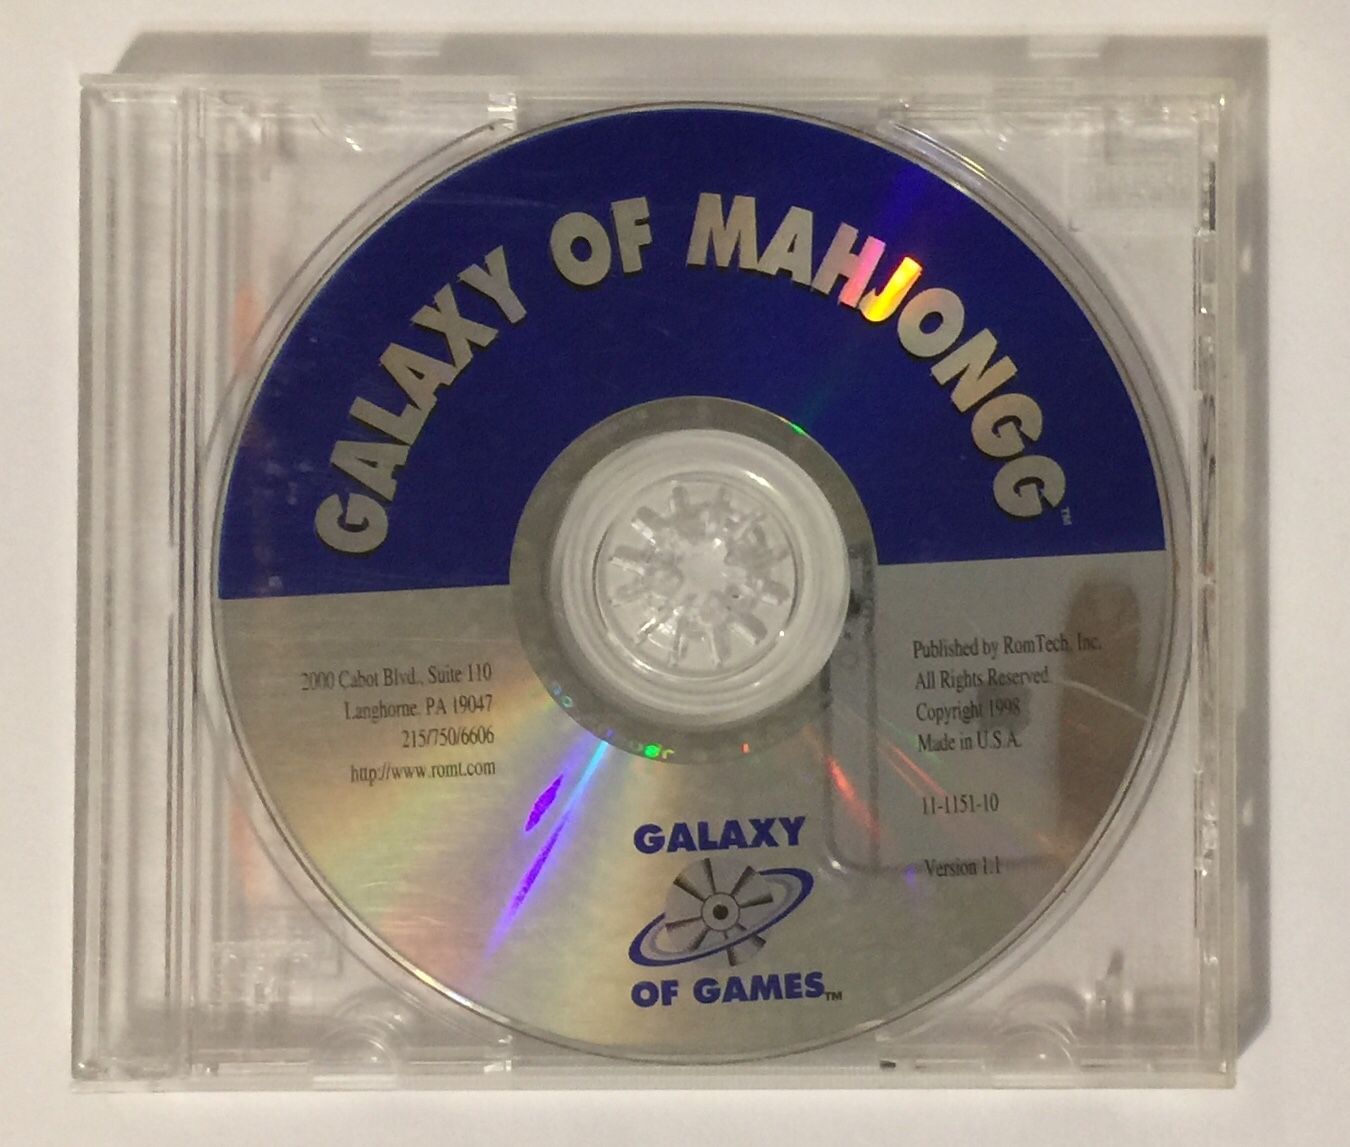 GALAXY OF MAHJONGG™
2000 Cabot Blvd., Suite 110
Langhorne, PA 19047
215/750/6606
http://www.romt.com
Published by RomTech, Inc.
All Rights Reserved.
Copyright 1998
Made in U.S.A.
11-1151-10
Version 1.1
GALAXY
OF GAMES™